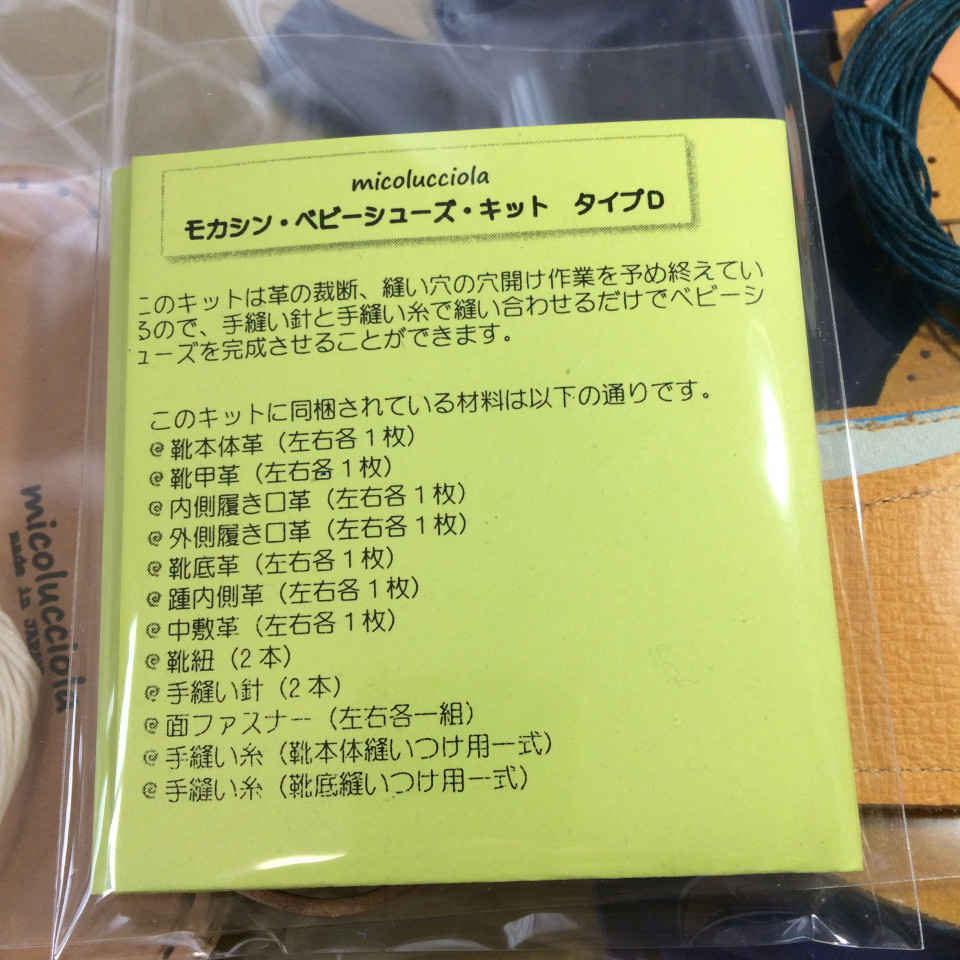 micolucciola
モカシン・ベビーシューズ・キット　タイプD
このキットは革の裁断、縫い穴の穴開け作業を予め終えてい
るので、手縫い針と手縫い糸で縫い合わせるだけでベビーシ
ューズを完成させることができます。
このキットに同梱されている材料は以下の通りです。
靴本体革（左右各１枚）
靴甲革（左右各１枚）
内側履き口革（左右各１枚）
外側履き口革（左右各１枚）
靴底革（左右各１枚）
踵内側革（左右各１枚）
中敷革（左右各１枚）
靴紐（2本）
手縫い針（2本）
面ファスナー（左右各一組）
手縫い糸（靴本体縫いつけ用一式）
手縫い糸（靴底縫いつけ用一式）
micolucciola
made in JAPAN